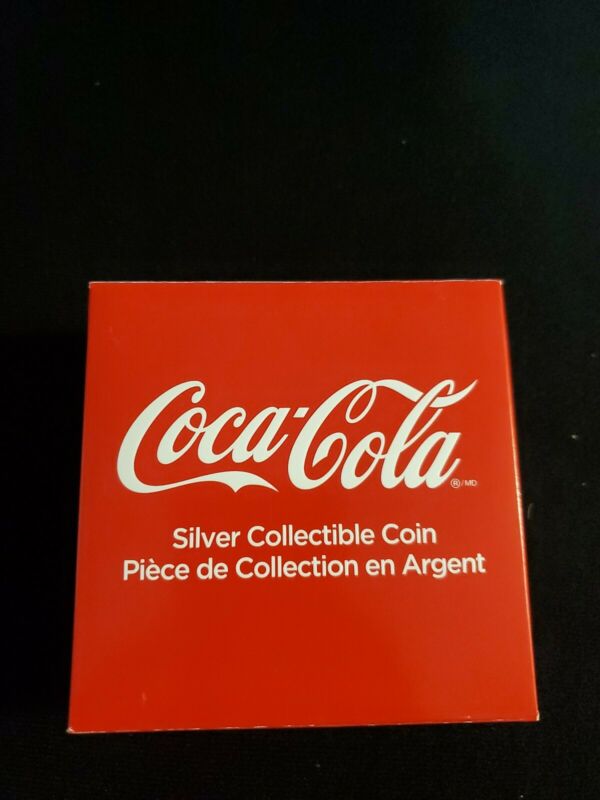 Coca-Cola
®/MD
Silver Collectible Coin
Pièce de Collection en Argent